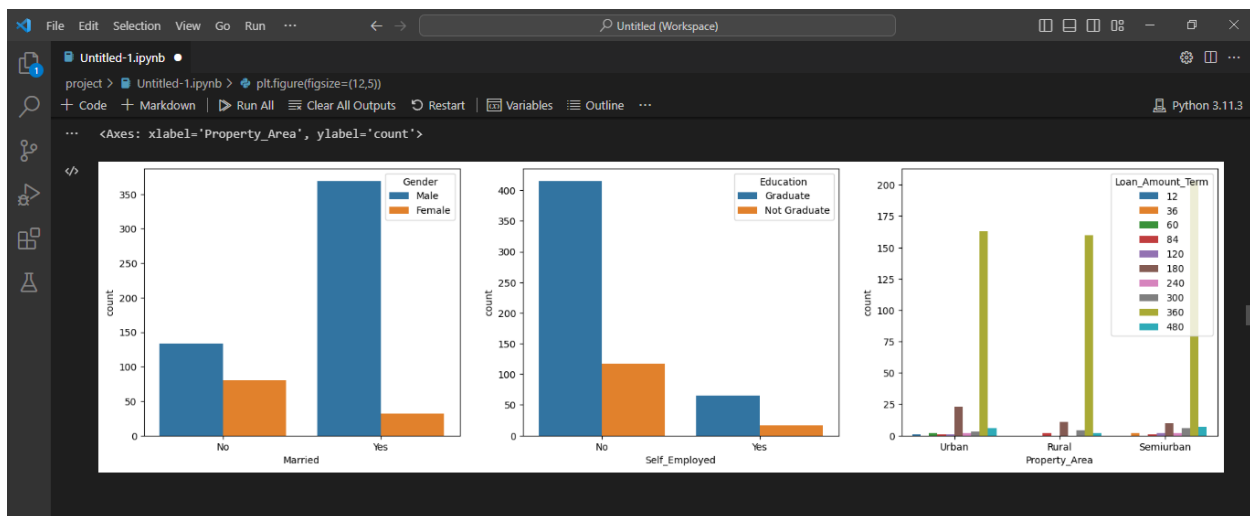 File Edit Selection View Go Run ··· Untitled (Workspace)
Untitled-1.ipynb
project > Untitled-1.ipynb > plt.figure(figsize=(12,5))
+ Code + Markdown | Run All Clear All Outputs Restart | Variables Outline ··· Python 3.11.3
1
··· <Axes: xlabel='Property_Area', ylabel='count'>
Gender
Male
Female
350
300
250
200
150
100
50
0
count
No Yes
Married
Education
Graduate
Not Graduate
400
350
300
250
200
150
100
50
0
count
No Yes
Self_Employed
Loan_Amount_Term
12
36
60
84
120
180
240
300
360
480
200
175
150
125
100
75
50
25
0
count
Urban Rural Semiurban
Property_Area